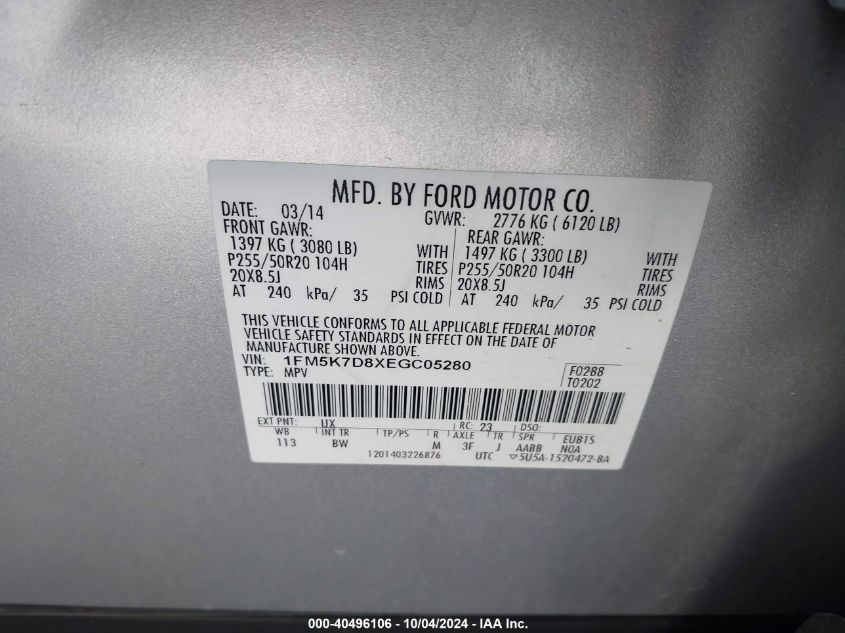 MFD. BY FORD MOTOR CO.
DATE: 03/14 GVWR: 2776 KG ( 6120 LB)
FRONT GAWR: REAR GAWR:
1397 KG ( 3080 LB) WITH 1497 KG ( 3300 LB) WITH
P255/50R20 104H TIRES P255/50R20 104H TIRES
20X8.5J RIMS 20X8.5J RIMS
AT 240 kPa/ 35 PSI COLD AT 240 kPa/ 35 PSI COLD
THIS VEHICLE CONFORMS TO ALL APPLICABLE FEDERAL MOTOR
VEHICLE SAFETY STANDARDS IN EFFECT ON THE DATE OF
MANUFACTURE SHOWN ABOVE.
VIN: 1FM5K7D8XEGC05280 F0288
TYPE: MPV T0202
EXT PNT: UX RC: 23 DSO:
WB INT TR TP/PS R AXLE TR SPR EUB1S
113 BW M 3F J AABB NOA
1201403226876 UTC 5U5A-1520472-BA
000-40496106 - 10/04/2024 - IAA Inc.